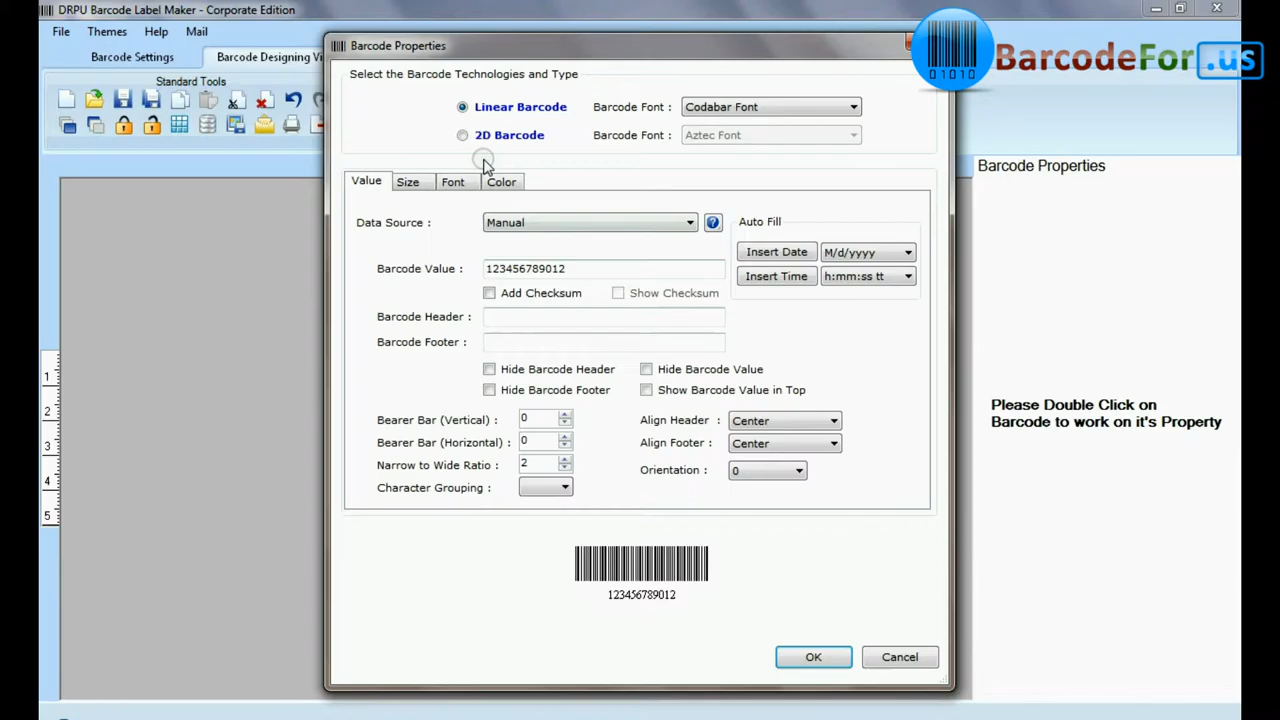 DRPU Barcode Label Maker - Corporate Edition
File Themes Help Mail
Barcode Settings
Barcode Designing Vi
Standard Tools
BarcodeFor.us
01010
Barcode Properties
Select the Barcode Technologies and Type
Linear Barcode Barcode Font : Codabar Font
2D Barcode Barcode Font : Aztec Font
Value Size Font Color
Data Source : Manual
?
Auto Fill
Insert Date M/d/yyyy
Barcode Value : 123456789012
Insert Time h:mm:ss tt
Add Checksum Show Checksum
Barcode Header :
Barcode Footer :
Hide Barcode Header Hide Barcode Value
Hide Barcode Footer Show Barcode Value in Top
Bearer Bar (Vertical) : 0 Align Header : Center
Bearer Bar (Horizontal) : 0 Align Footer : Center
Narrow to Wide Ratio : 2 Orientation : 0
Character Grouping :
123456789012
OK Cancel
Barcode Properties
Please Double Click on
Barcode to work on it's Property
1
2
3
4
5